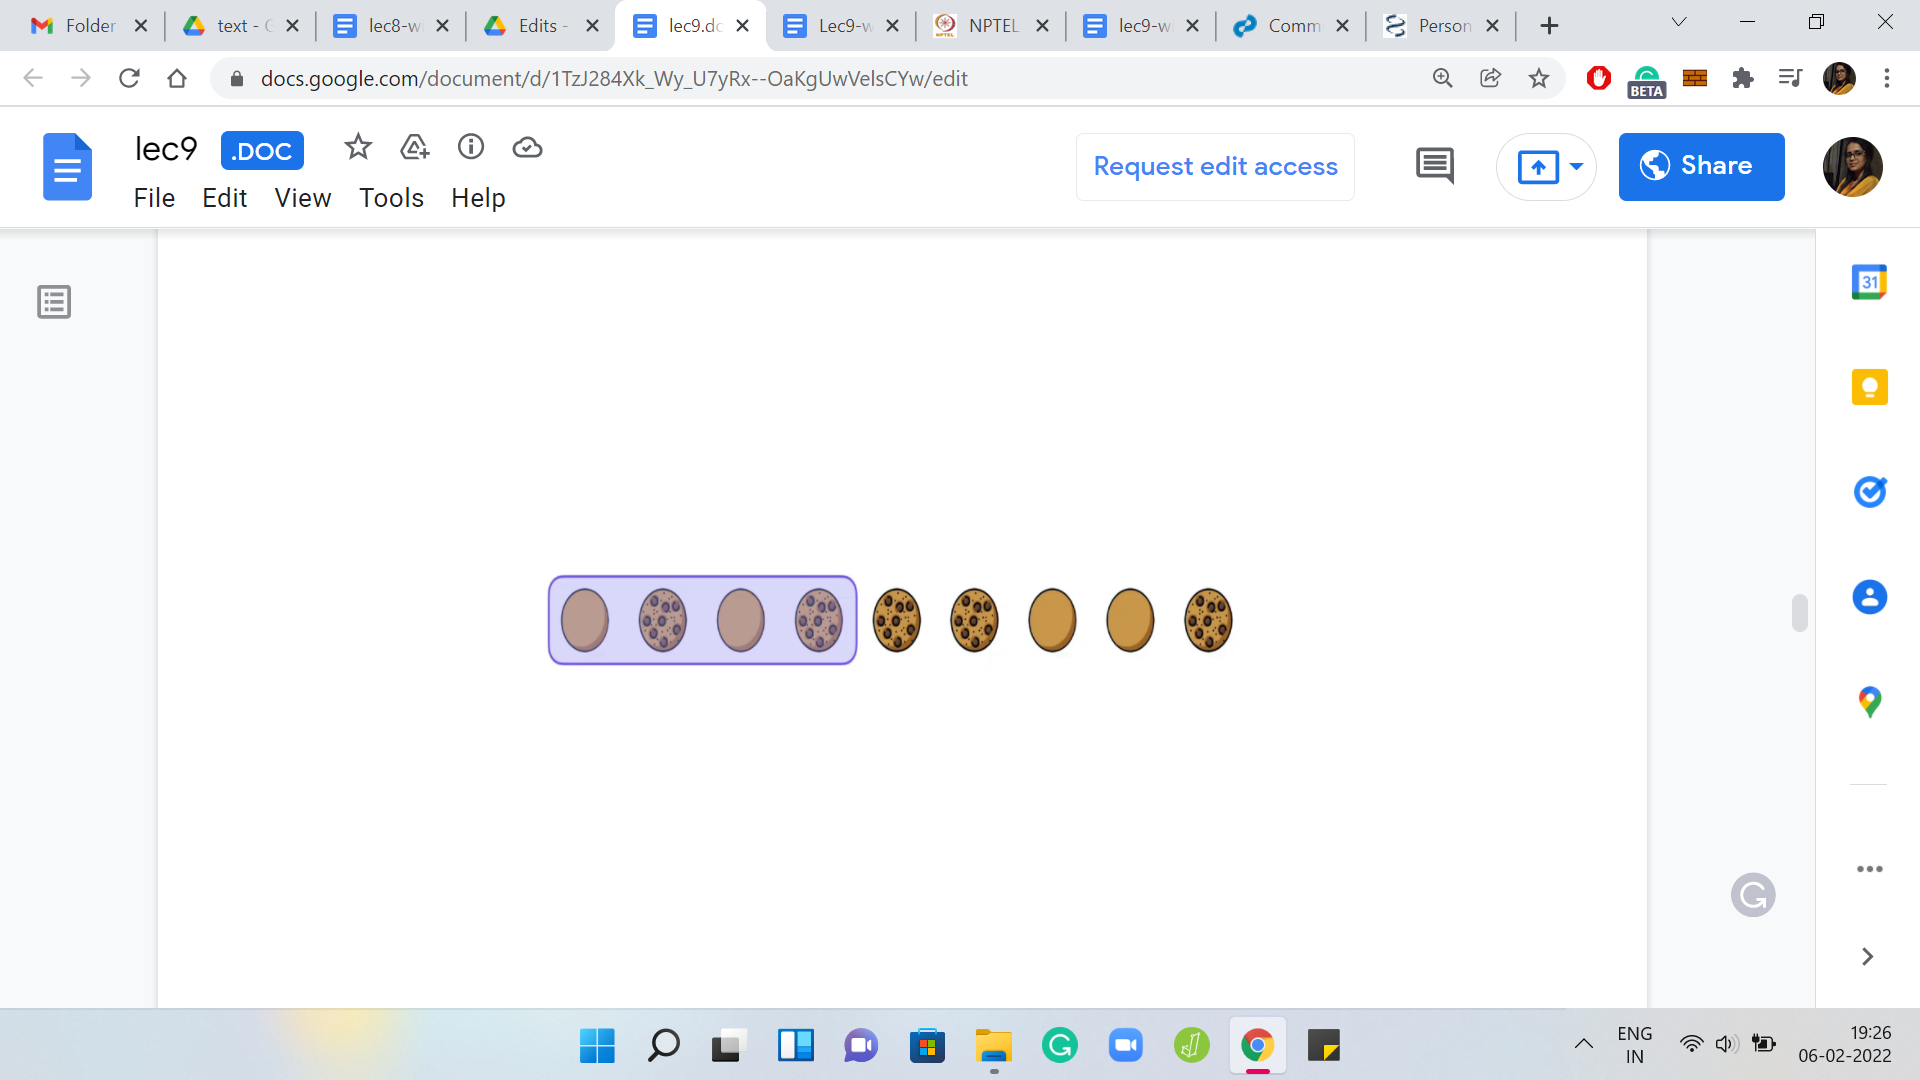 Folder
text - G
lec8-w
Edits -
lec9.dc
Lec9-w
NPTEL
lec9-w
Comm
Person
docs.google.com/document/d/1TzJ284Xk_Wy_U7yRx--OaKgUwVelsCYw/edit
BETA
lec9 .DOC
Request edit access
Share
File Edit View Tools Help
31
ENG
IN
19:26
06-02-2022